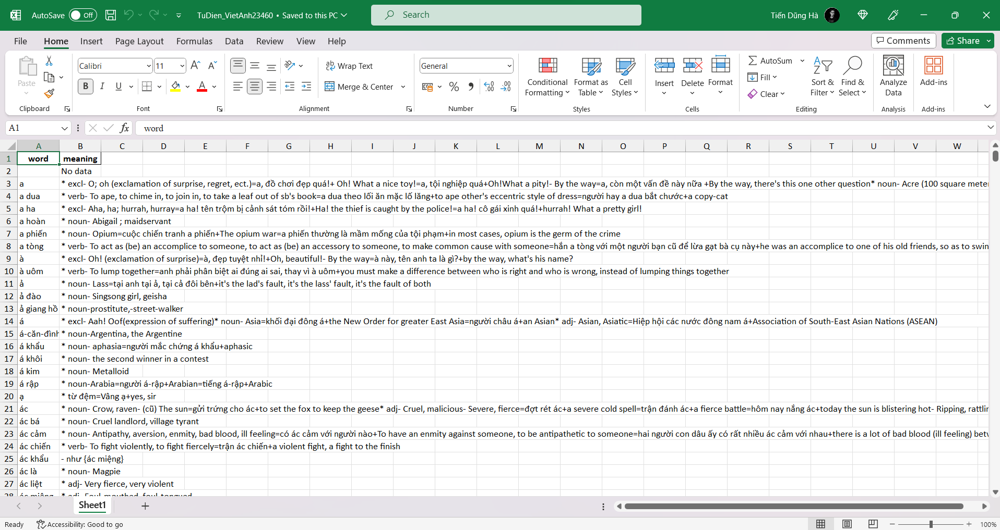 AutoSave Off TuDien_VietAnh23460 • Saved to this PC Search Tiến Dũng Hà
File Home Insert Page Layout Formulas Data Review View Help Comments Share
Paste Calibri 11 Wrap Text General Conditional Formatting Format as Table Cell Styles Insert Delete Format AutoSum Fill Clear Sort & Filter Find & Select Analyze Data Add-ins
B I U A Merge & Center % 
Clipboard Font Alignment Number Styles Cells Editing Analysis Add-ins
A1 fx word
A B C D E F G H I J K L M N O P Q R S T U V W
1 word meaning
2 No data
3 a * excl- O; oh (exclamation of surprise, regret, ect.)=a, đồ chơi đẹp quá!+ Oh! What a nice toy!=a, tội nghiệp quá+Oh!What a pity!- By the way=a, còn một vấn đề này nữa +By the way, there's this one other question* noun- Acre (100 square meter
4 a dua * verb- To ape, to chime in, to join in, to take a leaf out of sb's book=a dua theo lối ăn mặc lố lăng+to ape other's eccentric style of dress=người hay a dua bắt chước+a copy-cat
5 a ha * excl- Aha, ha; hurrah, hurray=a ha! tên trộm bị cảnh sát tóm rồi!+Ha! the thief is caught by the police!=a ha! cô gái xinh quá!+hurrah! What a pretty girl!
6 a hoàn * noun- Abigail ; maidservant
7 a phiến * noun- Opium=cuộc chiến tranh a phiến+The opium war=a phiến thường là mầm mống của tội phạm+in most cases, opium is the germ of the crime
8 a tòng * verb- To act as (be) an accomplice to someone, to act as (be) an accessory to someone, to make common cause with someone=hắn a tòng với một người bạn cũ để lừa gạt bà cụ này+he was an accomplice to one of his old friends, so as to swin
9 à * excl- Oh! (exclamation of surprise)=à, đẹp tuyệt nhỉ!+Oh, beautiful!- By the way=à này, tên anh ta là gì?+by the way, what's his name?
10 à uôm * verb- To lump together=anh phải phân biệt ai đúng ai sai, thay vì à uôm+you must make a difference between who is right and who is wrong, instead of lumping things together
11 ả * noun- Lass=tại anh tại ả, tại cả đôi bên+it's the lad's fault, it's the lass' fault, it's the fault of both
12 ả đào * noun- Singsong girl, geisha
13 ả giang hồ * noun-prostitute,-street-walker
14 á * excl- Aah! Oof(expression of suffering)* noun- Asia=khối đại đông á+the New Order for greater East Asia=người châu á+an Asian* adj- Asian, Asiatic=Hiệp hội các nước đông nam á+Association of South-East Asian Nations (ASEAN)
15 á-căn-đình * noun-Argentina, the Argentine
16 á khẩu * noun- aphasia=người mắc chứng á khẩu+aphasic
17 á khôi * noun- the second winner in a contest
18 á kim * noun- Metalloid
19 á rập * noun-Arabia=người á-rập+Arabian=tiếng á-rập+Arabic
20 ạ * từ đệm=Vâng ạ+yes, sir
21 ác * noun- Crow, raven- (cũ) The sun=gửi trứng cho ác+to set the fox to keep the geese* adj- Cruel, malicious- Severe, fierce=đợt rét ác+a severe cold spell=trận đánh ác+a fierce battle=hôm nay nắng ác+today the sun is blistering hot- Ripping, rattlin
22 ác bá * noun- Cruel landlord, village tyrant
23 ác cảm * noun- Antipathy, aversion, enmity, bad blood, ill feeling=có ác cảm với người nào+To have an enmity against someone, to be antipathetic to someone=hai người con dâu ấy có rất nhiều ác cảm với nhau+there is a lot of bad blood (ill feeling) betv
24 ác chiến * verb- To fight violently, to fight fiercely=trận ác chiến+a violent fight, a fight to the finish
25 ác khẩu - như {ác miệng}
26 ác là * noun- Magpie
27 ác liệt * adj- Very fierce, very violent
28 ác miệng * adj- Foul-mouthed, foul-tongued
Sheet1
Ready Accessibility: Good to go 100%